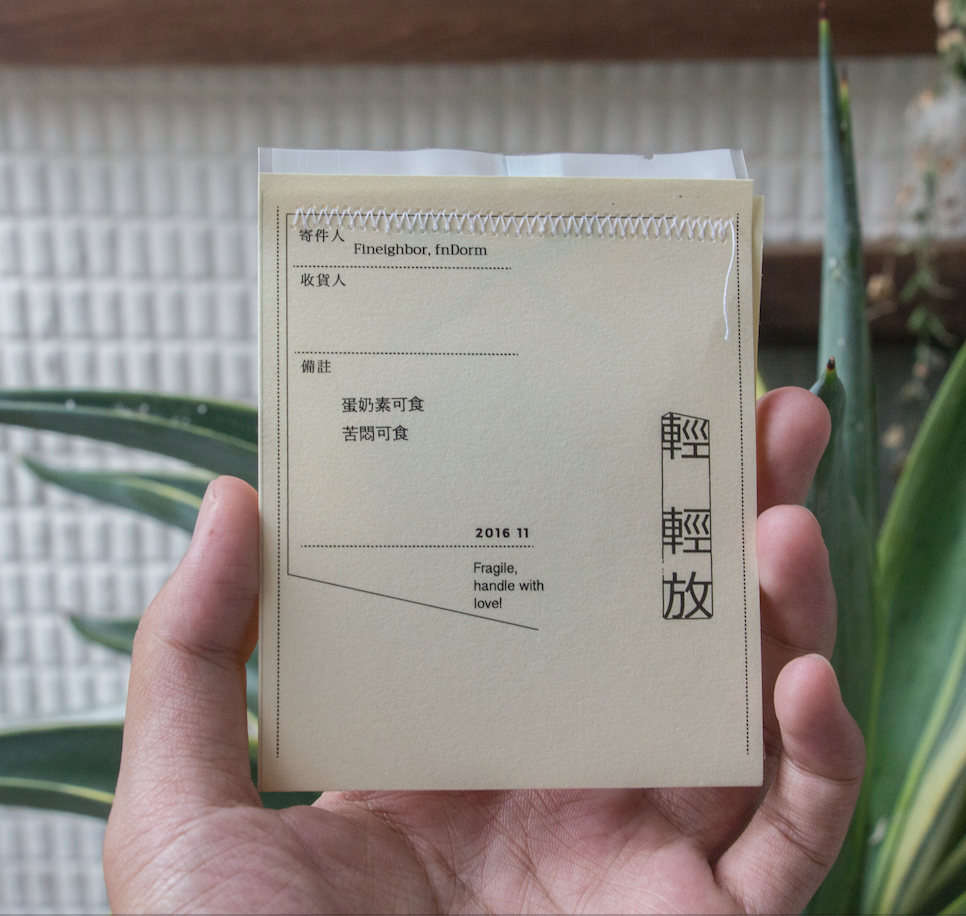 寄件人
Fineighbor, fnDorm
收貨人
備註
蛋奶素可食
苦悶可食
2016 11
Fragile,
handle with
love!
輕輕放